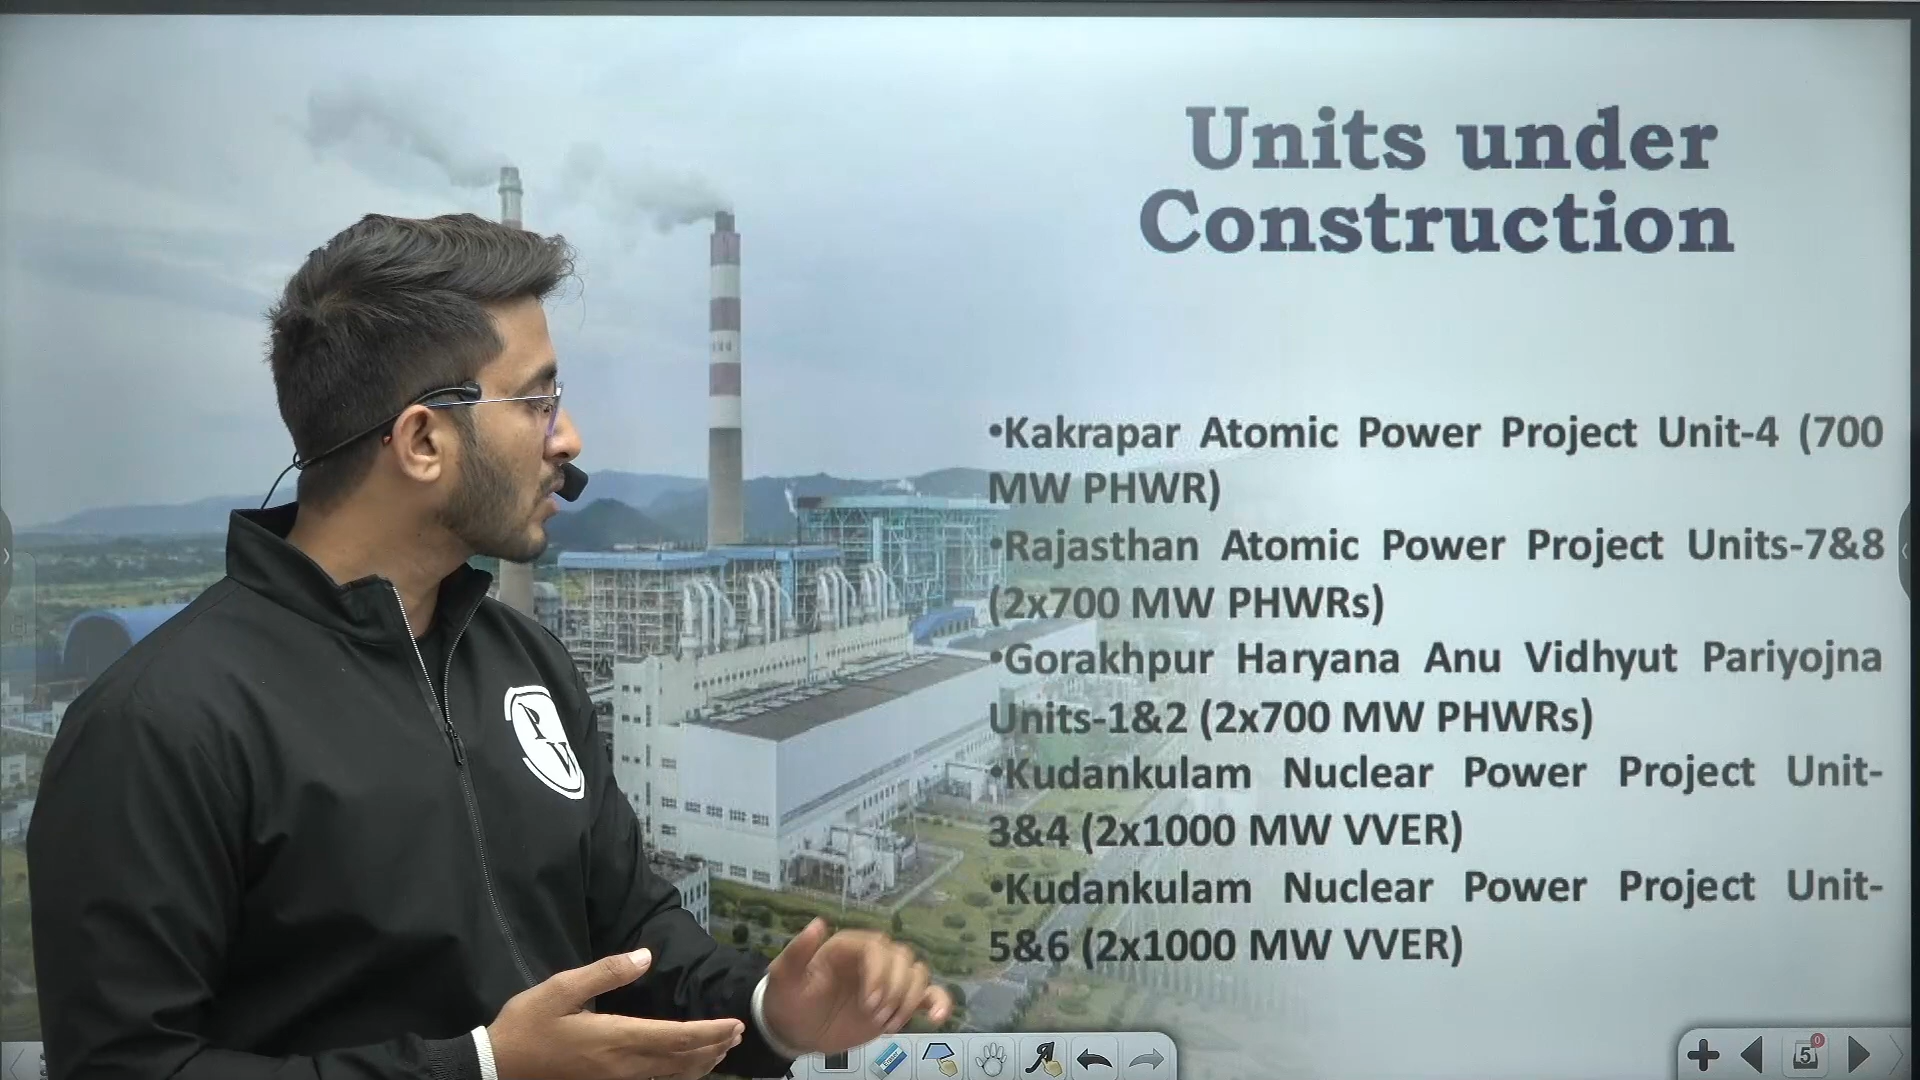 Units under
Construction
•Kakrapar Atomic Power Project Unit-4 (700
MW PHWR)
•Rajasthan Atomic Power Project Units-7&8
(2x700 MW PHWRs)
•Gorakhpur Haryana Anu Vidhyut Pariyojna
Units-1&2 (2x700 MW PHWRs)
•Kudankulam Nuclear Power Project Unit-
3&4 (2x1000 MW VVER)
•Kudankulam Nuclear Power Project Unit-
5&6 (2x1000 MW VVER)
P
W
5
0